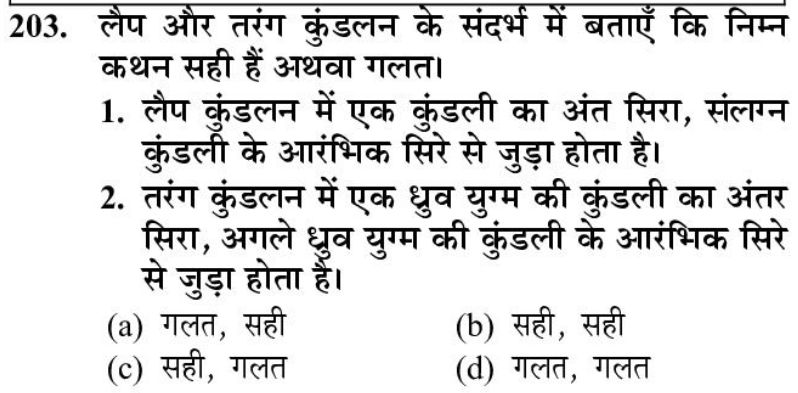 203. लैप और तरंग कुंडलन के संदर्भ में बताएँ कि निम्न
कथन सही हैं अथवा गलत।
1. लैप कुंडलन में एक कुंडली का अंत सिरा, संलग्न
कुंडली के आरंभिक सिरे से जुड़ा होता है।
2. तरंग कुंडलन में एक ध्रुव युग्म की कुंडली का अंतर
सिरा, अगले ध्रुव युग्म की कुंडली के आरंभिक सिरे
से जुड़ा होता है।
(a) गलत, सही (b) सही, सही
(c) सही, गलत (d) गलत, गलत